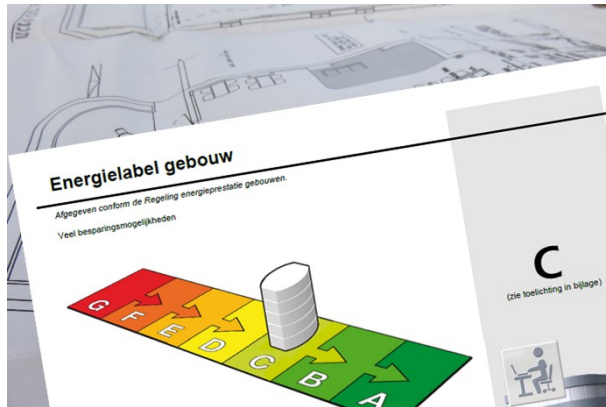 Energielabel gebouw
Afgegeven conform de Regeling energieprestatie gebouwen.
Veel besparingsmogelijkheden
C
(zie toelichting in bijlage)
G F E D C B A